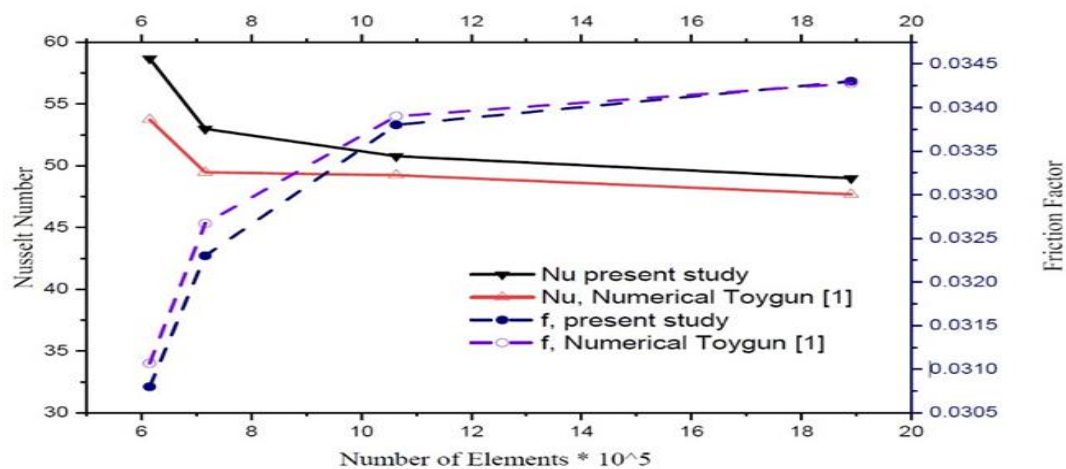 6 8 10 12 14 16 18 20
60
55
50
45
40
35
30
Nusselt Number
0.0345
0.0340
0.0335
0.0330
0.0325
0.0320
0.0315
0.0310
0.0305
Friction Factor
Nu present study
Nu, Numerical Toygun [1]
f, present study
f, Numerical Toygun [1]
6 8 10 12 14 16 18 20
Number of Elements * 10^5